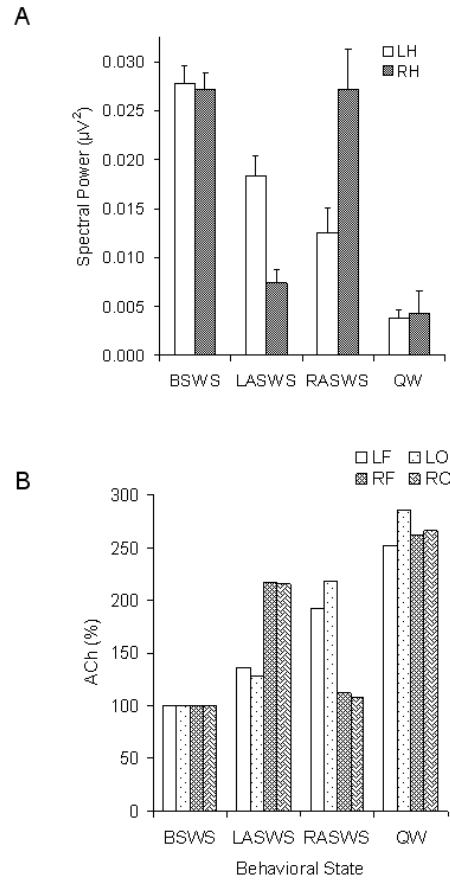 A
LH
RH
Spectral Power (µV²)
0.030
0.025
0.020
0.015
0.010
0.005
0.000
BSWS LASWS RASWS QW
B
LF LO
RF RO
ACh (%)
300
250
200
150
100
50
0
BSWS LASWS RASWS QW
Behavioral State